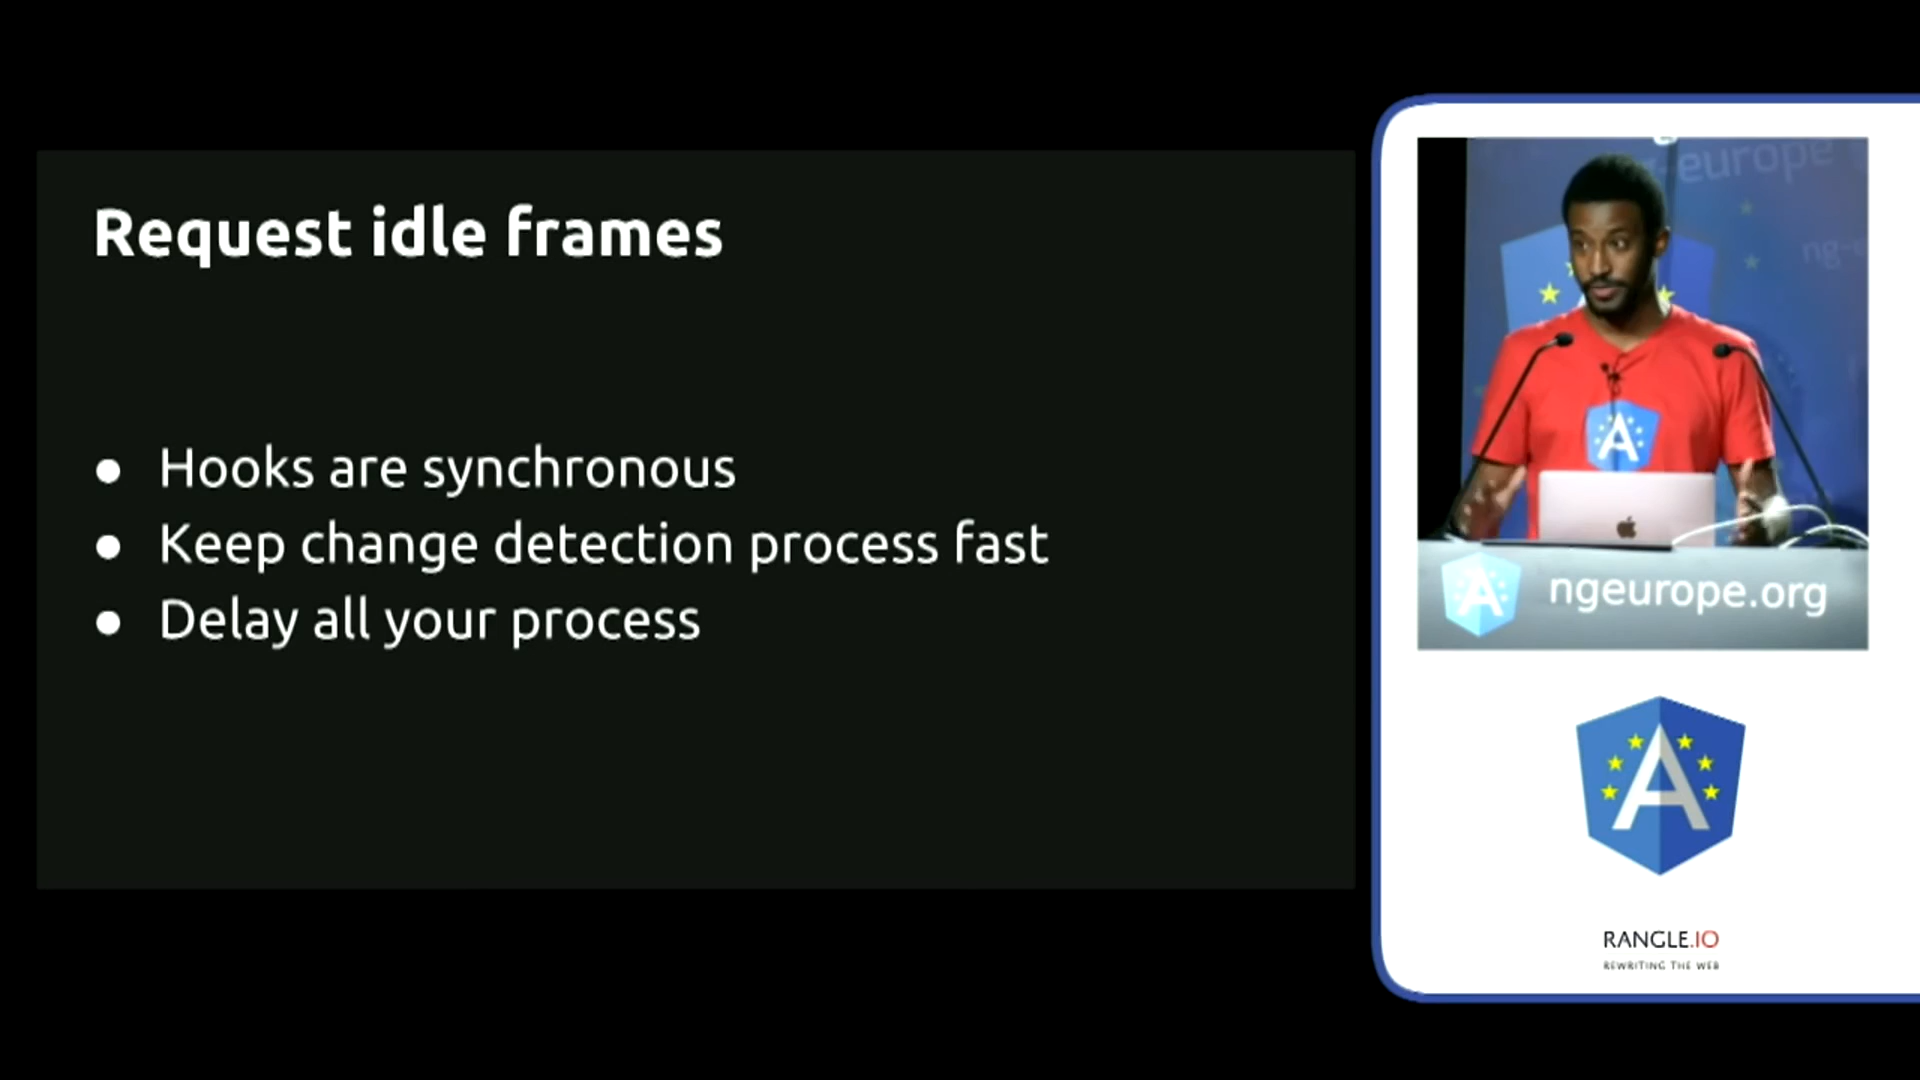 Request idle frames
● Hooks are synchronous
● Keep change detection process fast
● Delay all your process
g-europe
ng-e
A
ngeurope.org
A
RANGLE.IO
REWRITING THE WEB